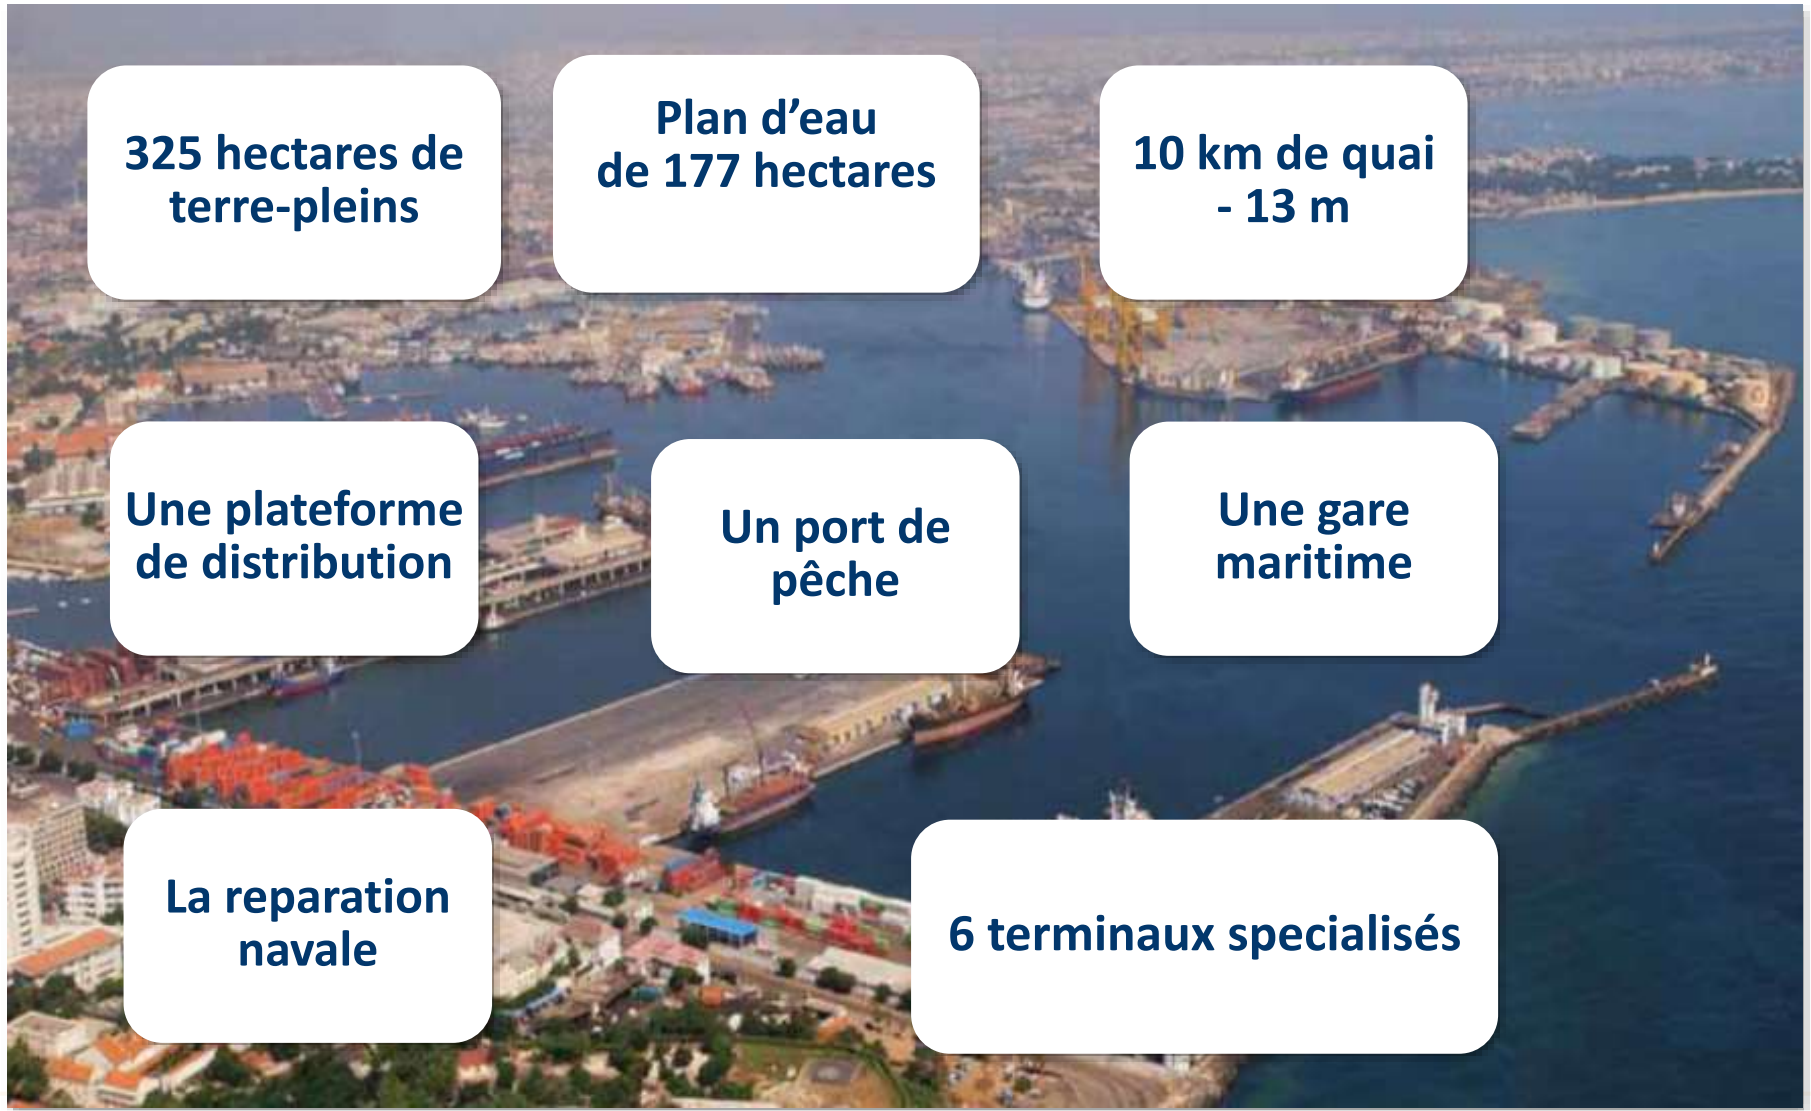 325 hectares de
terre-pleins
Plan d’eau
de 177 hectares
10 km de quai
- 13 m
Une plateforme
de distribution
Un port de
pêche
Une gare
maritime
La reparation
navale
6 terminaux specialisés